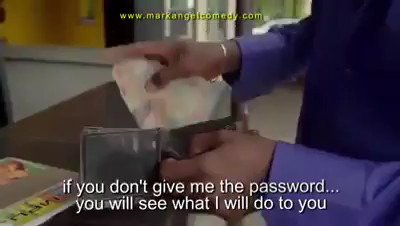 www.markangelcomedy.com
if you don't give me the password...
you will see what I will do to you